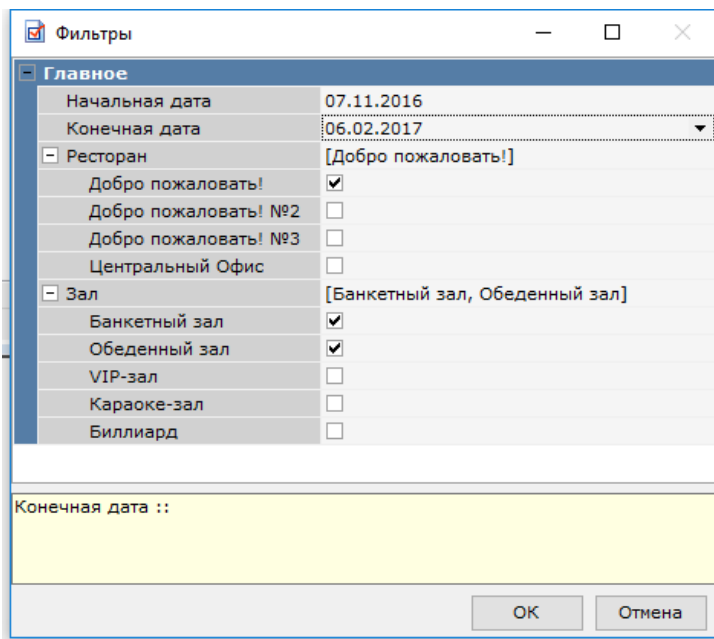 Фильтры
Главное
Начальная дата 07.11.2016
Конечная дата 06.02.2017
Ресторан [Добро пожаловать!]
Добро пожаловать!
Добро пожаловать! №2
Добро пожаловать! №3
Центральный Офис
Зал [Банкетный зал, Обеденный зал]
Банкетный зал
Обеденный зал
VIP-зал
Караоке-зал
Биллиард
Конечная дата ::
ОК Отмена